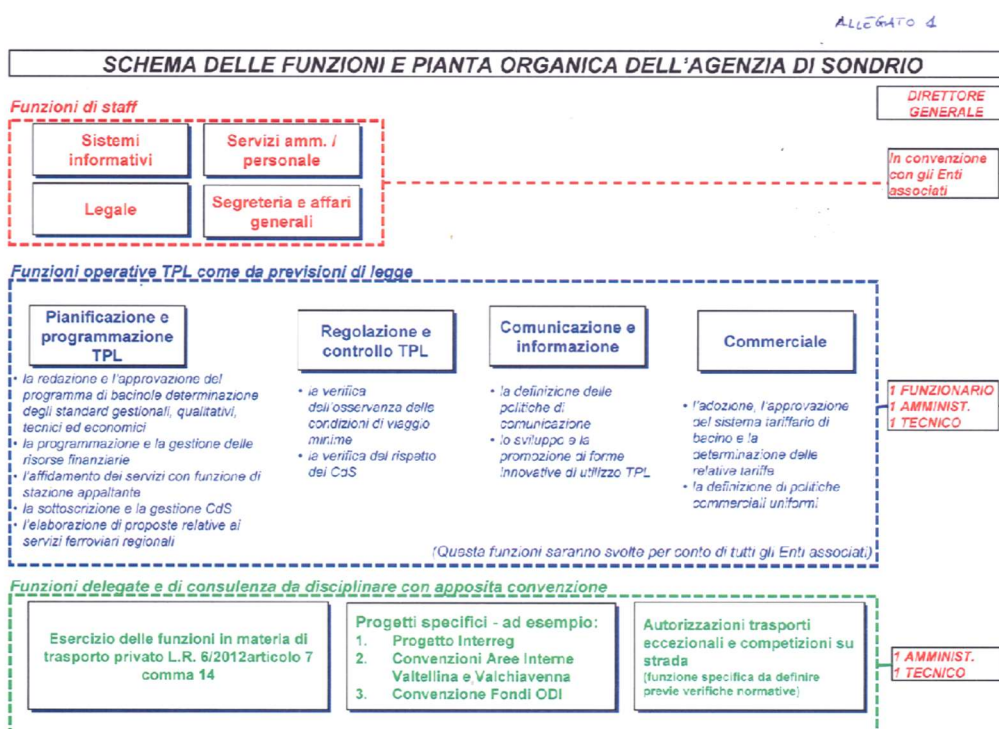 ALLEGATO 1
SCHEMA DELLE FUNZIONI E PIANTA ORGANICA DELL'AGENZIA DI SONDRIO
DIRETTORE
GENERALE
Funzioni di staff
Sistemi
informativi
Servizi amm. /
personale
Legale
Segreteria e affari
generali
In convenzione
con gli Enti
associati
Funzioni operative TPL come da previsioni di legge
Pianificazione e
programmazione
TPL
• la redazione e l'approvazione del
programma di bacinole determinazione
degli standard gestionali, qualitativi,
tecnici ed economici
• la programmazione e la gestione delle
risorse finanziarie
• l'affidamento dei servizi con funzione di
stazione appaltante
• la sottoscrizione e la gestione CdS
• l'elaborazione di proposte relative ai
servizi ferroviari regionali
Regolazione e
controllo TPL
• la verifica
dell'osservanza delle
condizioni di viaggio
minime
• la verifica del rispetto
dei CdS
Comunicazione e
informazione
• la definizione delle
politiche di
comunicazione
• lo sviluppo e la
promozione di forme
innovative di utilizzo TPL
Commerciale
• l'adozione, l'approvazione
del sistema tariffario di
bacino e la
determinazione delle
relative tariffe
• la definizione di politiche
commerciali uniformi
(Questa funzioni saranno svolte per conto di tutti gli Enti associati)
1 FUNZIONARIO
1 AMMINIST.
1 TECNICO
Funzioni delegate e di consulenza da disciplinare con apposita convenzione
Esercizio delle funzioni in materia di
trasporto privato L.R. 6/2012articolo 7
comma 14
Progetti specifici - ad esempio:
1. Progetto Interreg
2. Convenzioni Aree Interne
Valtellina e Valchiavenna
3. Convenzione Fondi ODI
Autorizzazioni trasporti
eccezionali e competizioni su
strada
(funzione specifica da definire
previe verifiche normative)
1 AMMINIST.
1 TECNICO